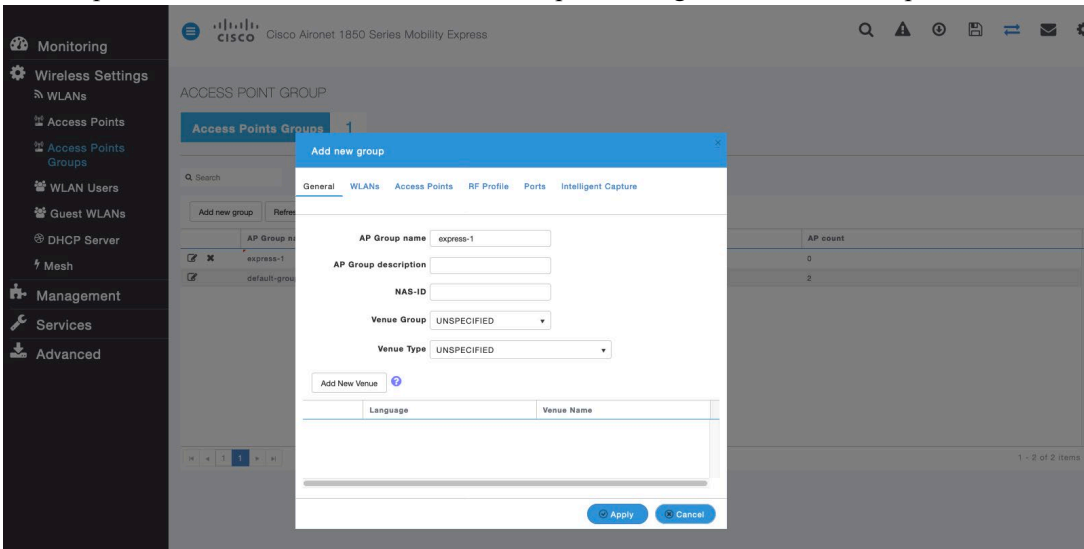 Monitoring
Wireless Settings
WLANs
Access Points
Access Points
Groups
WLAN Users
Guest WLANs
DHCP Server
Mesh
Management
Services
Advanced
CISCO Cisco Aironet 1850 Series Mobility Express
ACCESS POINT GROUP
Access Points Groups 1
Search
Add new group
AP Group
AP count
express-1
0
2
1 1
1 - 2 of 2 items
Add new group
General WLANs Access Points RF Profile Ports Intelligent Capture
AP Group name express-1
AP Group description
NAS-ID
Venue Group UNSPECIFIED
Venue Type UNSPECIFIED
Add New Venue ?
Language Venue Name
Apply Cancel